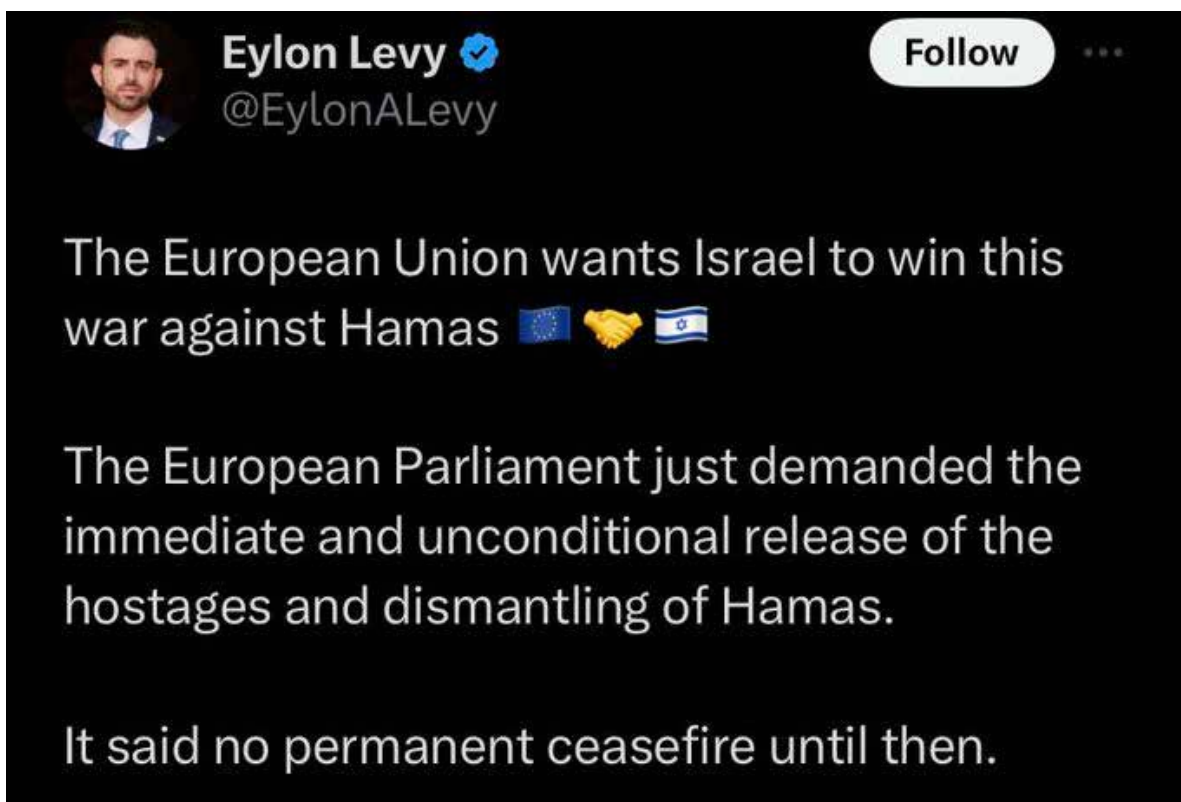 Eylon Levy
Follow
@EylonALevy
The European Union wants Israel to win this
war against Hamas 🇪🇺 🤝 🇮🇱
The European Parliament just demanded the
immediate and unconditional release of the
hostages and dismantling of Hamas.
It said no permanent ceasefire until then.